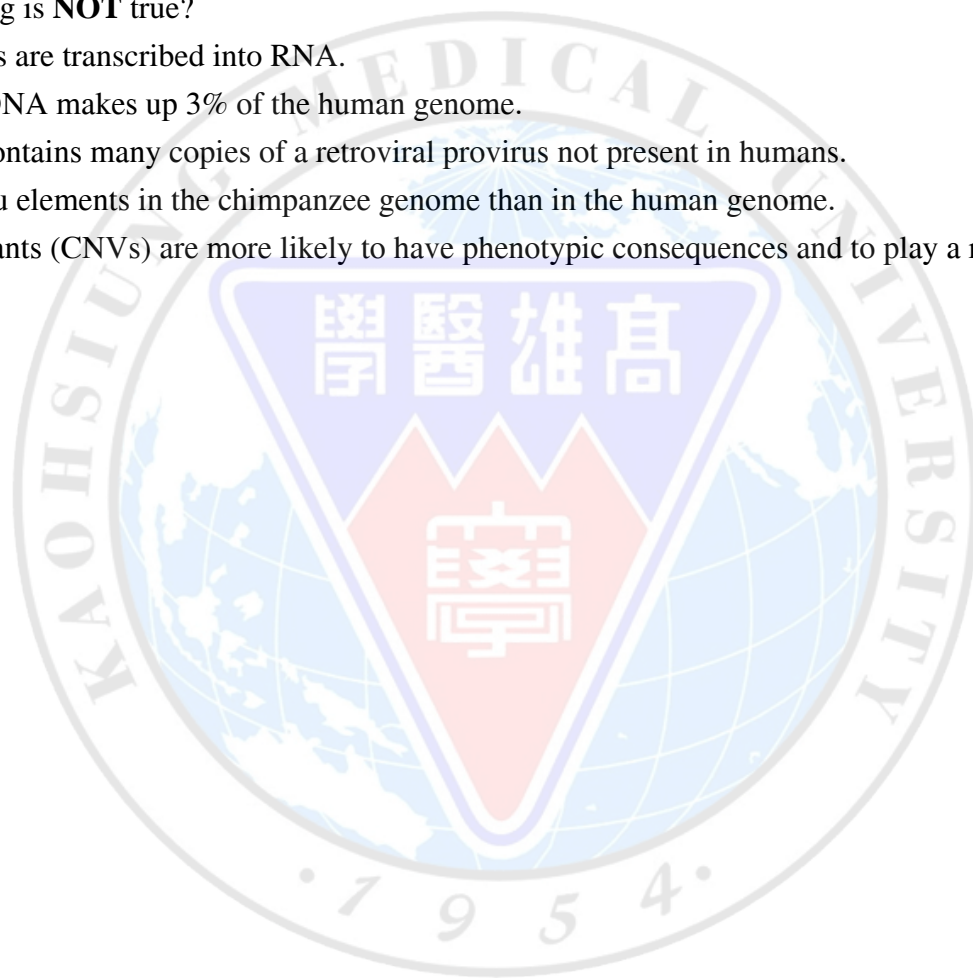 g is NOT true?
s are transcribed into RNA.
NA makes up 3% of the human genome.
ontains many copies of a retroviral provirus not present in humans.
u elements in the chimpanzee genome than in the human genome.
ants (CNVs) are more likely to have phenotypic consequences and to play a
KAOHSIUNG MEDICAL UNIVERSITY
學醫雄高
學
· 1954 ·